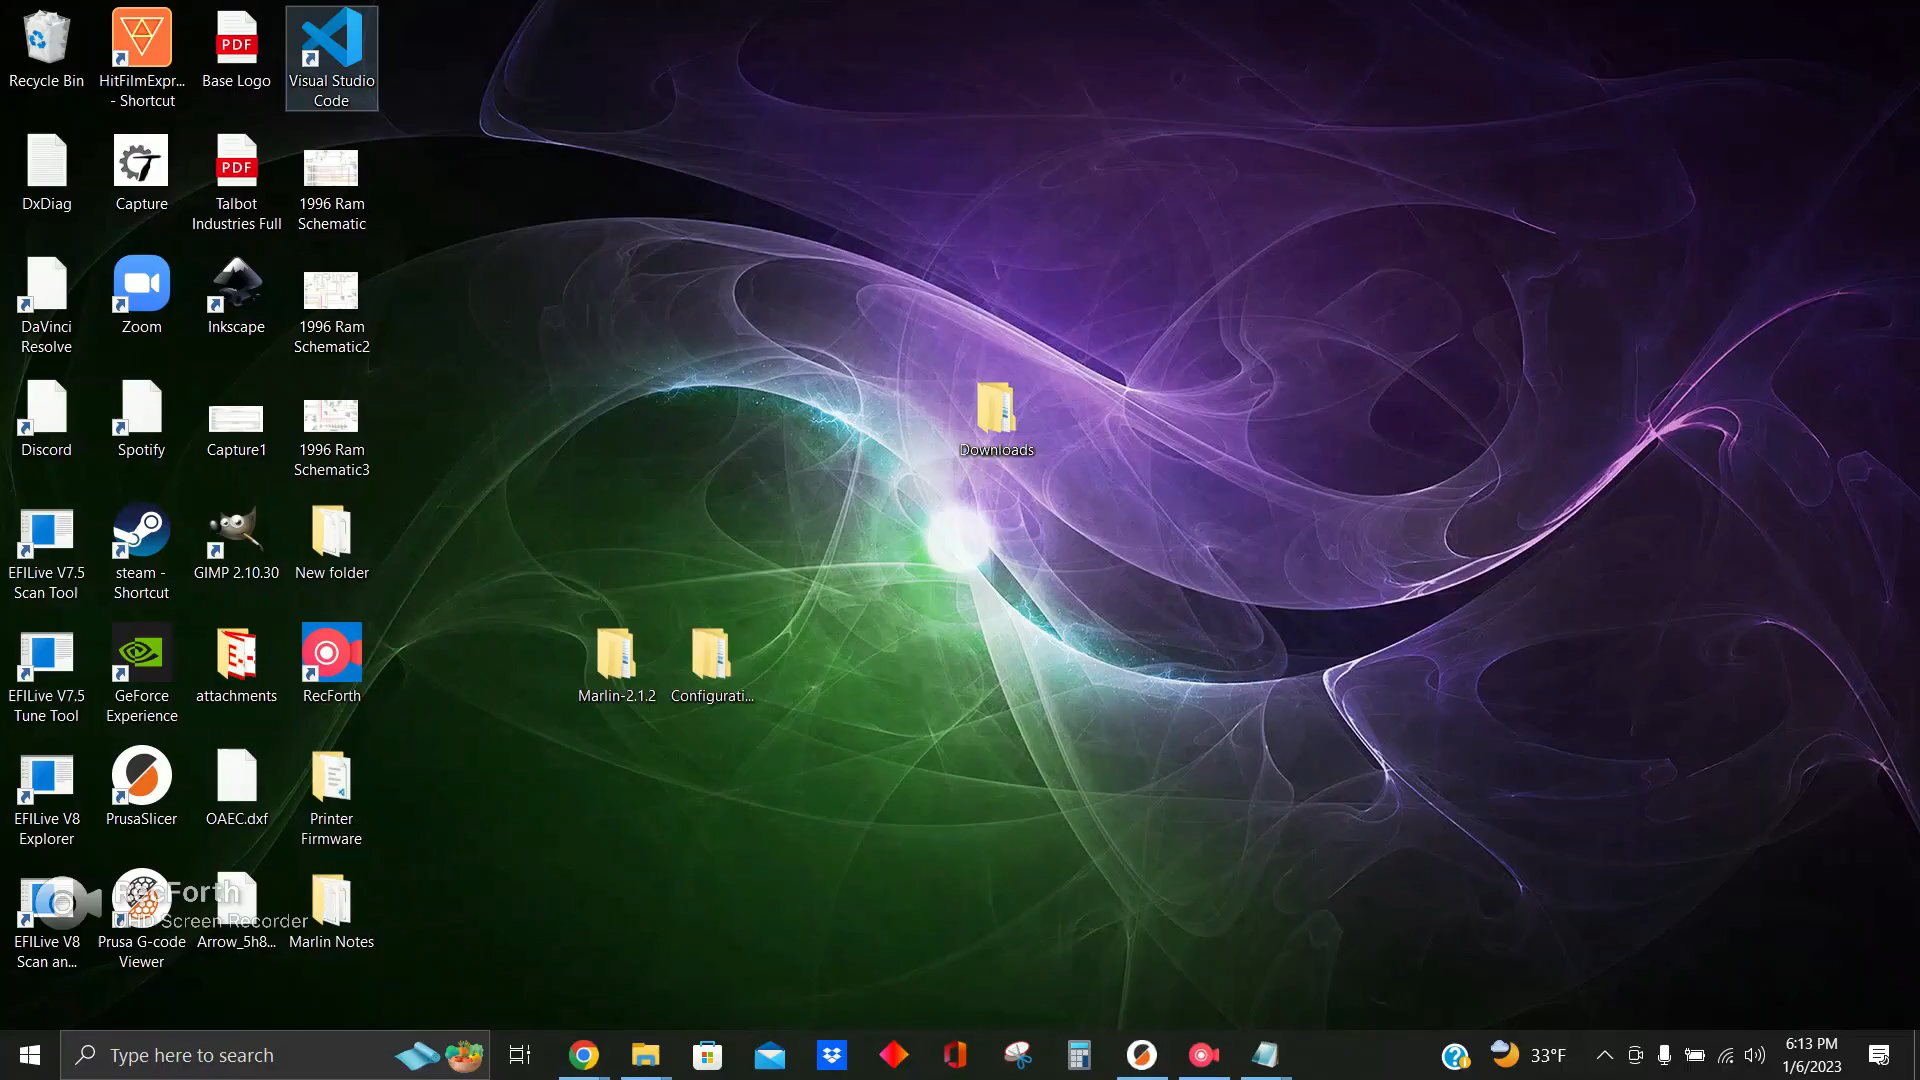 Recycle Bin
HitFilmExpr...
- Shortcut
PDF
Base Logo
Visual Studio
Code
DxDiag
Capture
PDF
Talbot
Industries Full
1996 Ram
Schematic
DaVinci
Resolve
Zoom
Inkscape
1996 Ram
Schematic2
Discord
Spotify
Capture1
1996 Ram
Schematic3
Downloads
EFILive V7.5
Scan Tool
steam -
Shortcut
GIMP 2.10.30
New folder
EFILive V7.5
Tune Tool
GeForce
Experience
attachments
RecForth
Marlin-2.1.2
Configurati...
EFILive V8
Explorer
PrusaSlicer
OAEC.dxf
Printer
Firmware
RecForth
UHD Screen Recorder
EFILive V8
Scan an...
Prusa G-code
Viewer
Arrow_5h8...
Marlin Notes
Type here to search
33°F
6:13 PM
1/6/2023